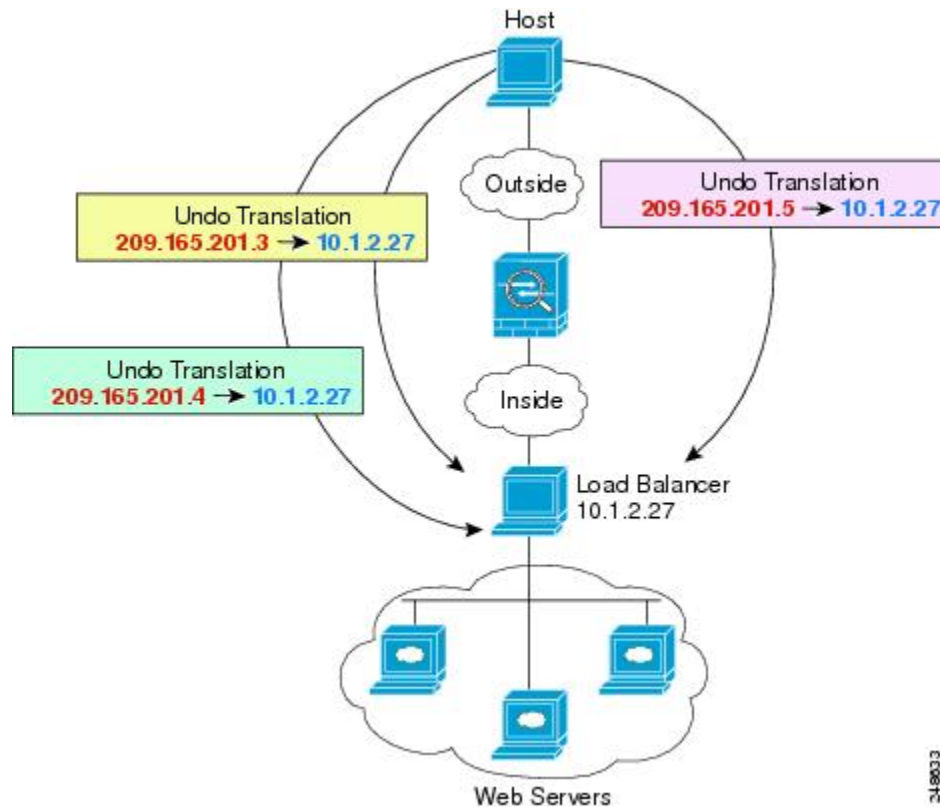 Host
Outside
Undo Translation
209.165.201.3 → 10.1.2.27
Undo Translation
209.165.201.5 → 10.1.2.27
Undo Translation
209.165.201.4 → 10.1.2.27
Inside
Load Balancer
10.1.2.27
Web Servers
248633